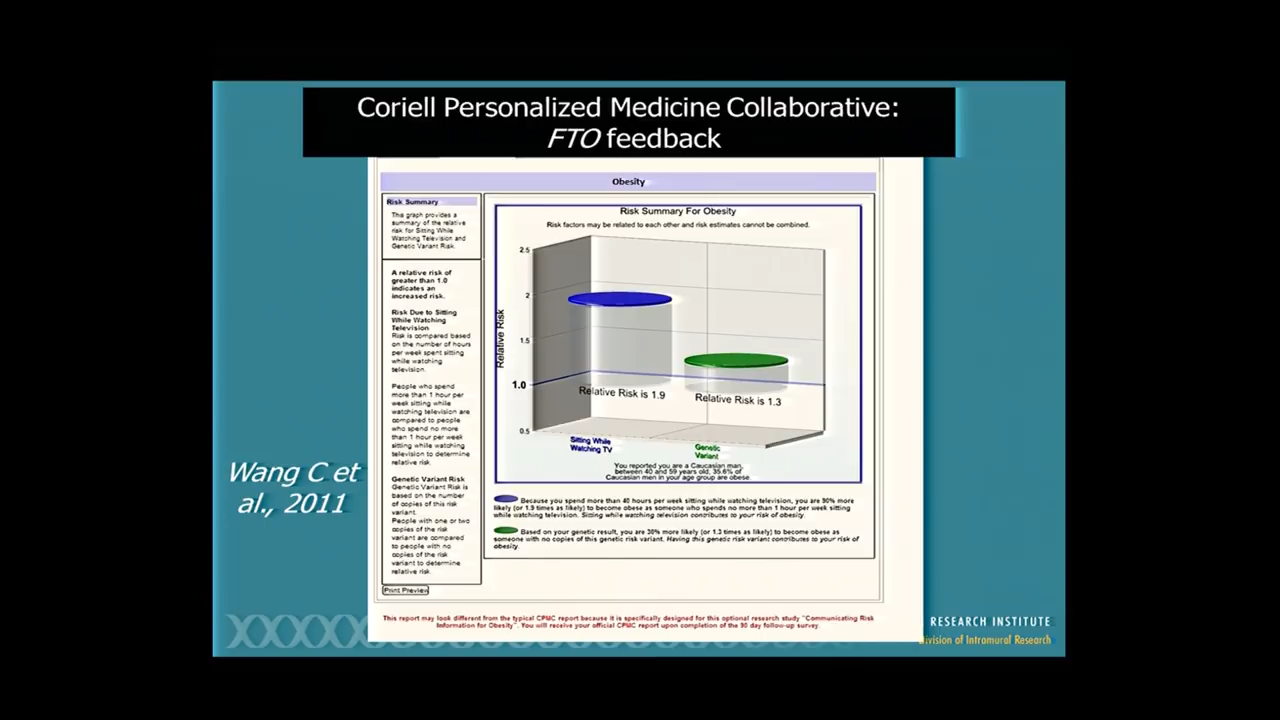 Coriell Personalized Medicine Collaborative:
FTO feedback
Obesity
Risk Summary
This graph provides a
summary of the relative
risk for Sitting While
Watching Television and
Genetic Variant Risk.
A relative risk of
greater than 1.0
indicates an
increased risk.
Risk Due to Sitting
While Watching
Television
Risk is compared based
on the number of hours
per week spent sitting
while watching
television.
People who spend
more than 1 hour per
week sitting while
watching television are
compared to people
who spend no more
than 1 hour per week
sitting while watching
television to determine
relative risk.
Genetic Variant Risk
Genetic Variant Risk is
based on the number
of copies of this risk
variant.
People with one or two
copies of the risk
variant are compared
to people with no
copies of the risk
variant to determine
relative risk.
Print Preview
Risk Summary For Obesity
Risk factors may be related to each other and risk estimates cannot be combined.
Relative Risk
2.5
2
1.5
1.0
0.5
Relative Risk is 1.9
Relative Risk is 1.3
Sitting While
Watching TV
Genetic
Variant
You reported you are a Caucasian man,
between 40 and 59 years old, 35.6% of
Caucasian men in your age group are obese.
Because you spend more than 40 hours per week sitting while watching television, you are 90% more
likely (or 1.9 times as likely) to become obese as someone who spends no more than 1 hour per week sitting
while watching television. Sitting while watching television contributes to your risk of obesity.
Based on your genetic result, you are 30% more likely (or 1.3 times as likely) to become obese as
someone with no copies of this genetic risk variant. Having this genetic risk variant contributes to your risk of
obesity.
Wang C et
al., 2011
This report may look different from the typical CPMC report because it is specifically designed for this optional research study "Communicating Risk
Information for Obesity". You will receive your official CPMC report upon completion of the 90 day follow-up survey.
RESEARCH INSTITUTE
Division of Intramural Research